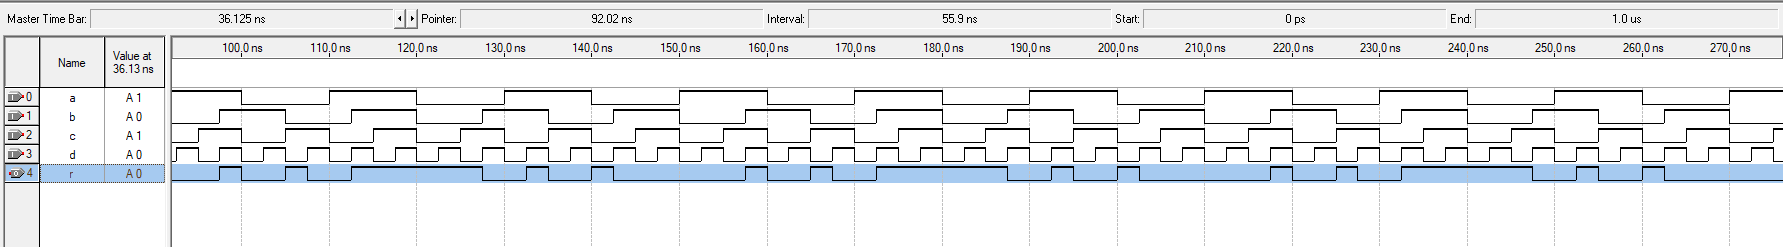 Master Time Bar: 36.125 ns Pointer: 92.02 ns Interval: 55.9 ns Start: 0 ps End: 1.0 us
Name
Value at
36.13 ns
100.0 ns 110.0 ns 120.0 ns 130.0 ns 140.0 ns 150.0 ns 160.0 ns 170.0 ns 180.0 ns 190.0 ns 200.0 ns 210.0 ns 220.0 ns 230.0 ns 240.0 ns 250.0 ns 260.0 ns 270.0 ns
0 a A 1
1 b A 0
2 c A 1
3 d A 0
4 r A 0